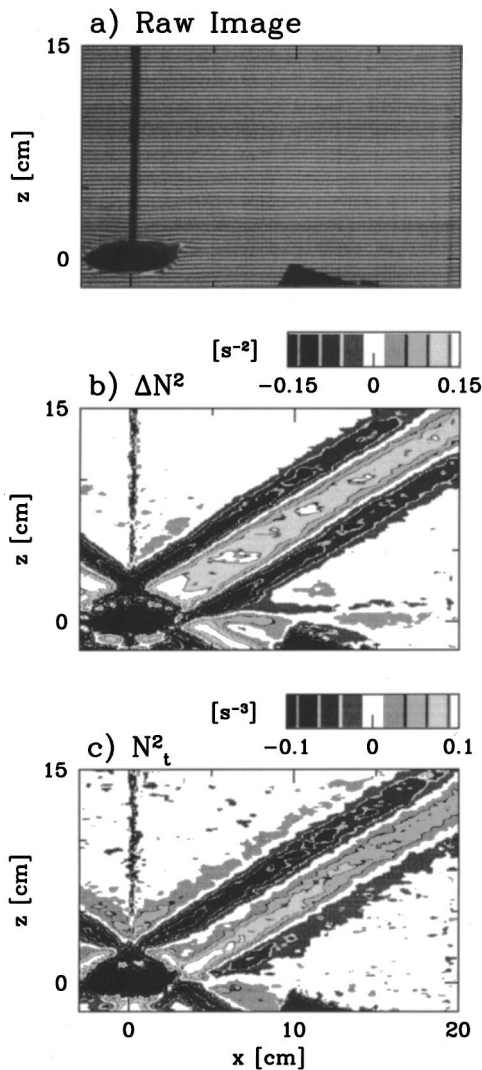 a) Raw Image
15
z [cm]
0
[s⁻²]
-0.15 0 0.15
b) ΔN²
15
z [cm]
0
[s⁻³]
-0.1 0 0.1
c) N²ₜ
15
z [cm]
0
0 10 20
x [cm]